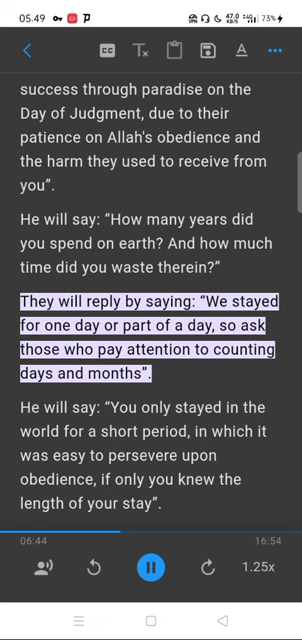 05.49
47.0 KB/S
4G
73%
CC
success through paradise on the
Day of Judgment, due to their
patience on Allah's obedience and
the harm they used to receive from
you”.
He will say: “How many years did
you spend on earth? And how much
time did you waste therein?”
They will reply by saying: “We stayed
for one day or part of a day, so ask
those who pay attention to counting
days and months”.
He will say: “You only stayed in the
world for a short period, in which it
was easy to persevere upon
obedience, if only you knew the
length of your stay”.
06:44
16:54
1.25x